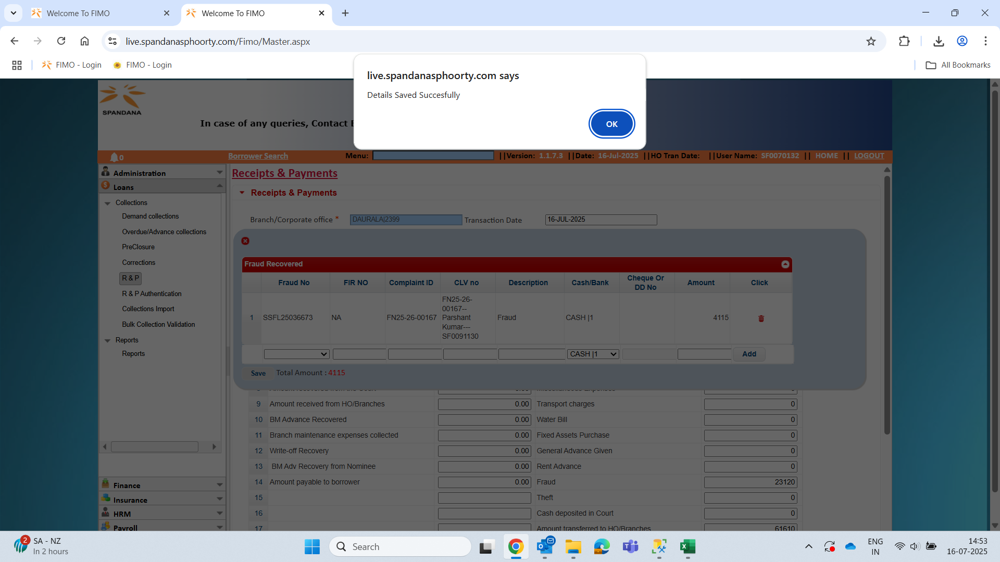 Welcome To FIMO
Welcome To FIMO
live.spandanasphoorty.com/Fimo/Master.aspx
FIMO - Login
FIMO - Login
All Bookmarks
live.spandanasphoorty.com says
Details Saved Succesfully
OK
SPANDANA
In case of any queries, Contact
0
Borrower Search
Menu:
||Version: 1.1.7.3 ||Date: 16-Jul-2025 ||HO Tran Date: ||User Name: SF0070132 || HOME || LOGOUT
Administration
Loans
Collections
Demand collections
Overdue/Advance collections
PreClosure
Corrections
R & P
R & P Authentication
Collections Import
Bulk Collection Validation
Reports
Reports
Finance
Insurance
HRM
Payroll
Receipts & Payments
Receipts & Payments
Branch/Corporate office * DAURALA|2399 Transaction Date 16-JUL-2025
Fraud Recovered
Fraud No FIR NO Complaint ID CLV no Description Cash/Bank Cheque Or DD No Amount Click
1 SSFL25036673 NA FN25-26-00167 FN25-26-00167--Parshant Kumar---SF0091130 Fraud CASH |1 4115
CASH |1 Add
Save Total Amount : 4115
9 Amount received from HO/Branches 0.00 Transport charges 0
10 BM Advance Recovered 0.00 Water Bill 0
11 Branch maintenance expenses collected 0.00 Fixed Assets Purchase 0
12 Write-off Recovery 0.00 General Advance Given 0
13 BM Adv Recovery from Nominee 0.00 Rent Advance 0
14 Amount payable to borrower 0.00 Fraud 23120
15 Theft 0
16 Cash deposited in Court 0
17 Amount transferred to HO/Branches 61610
2
SA - NZ
In 2 hours
Search
ENG
IN
14:53
16-07-2025